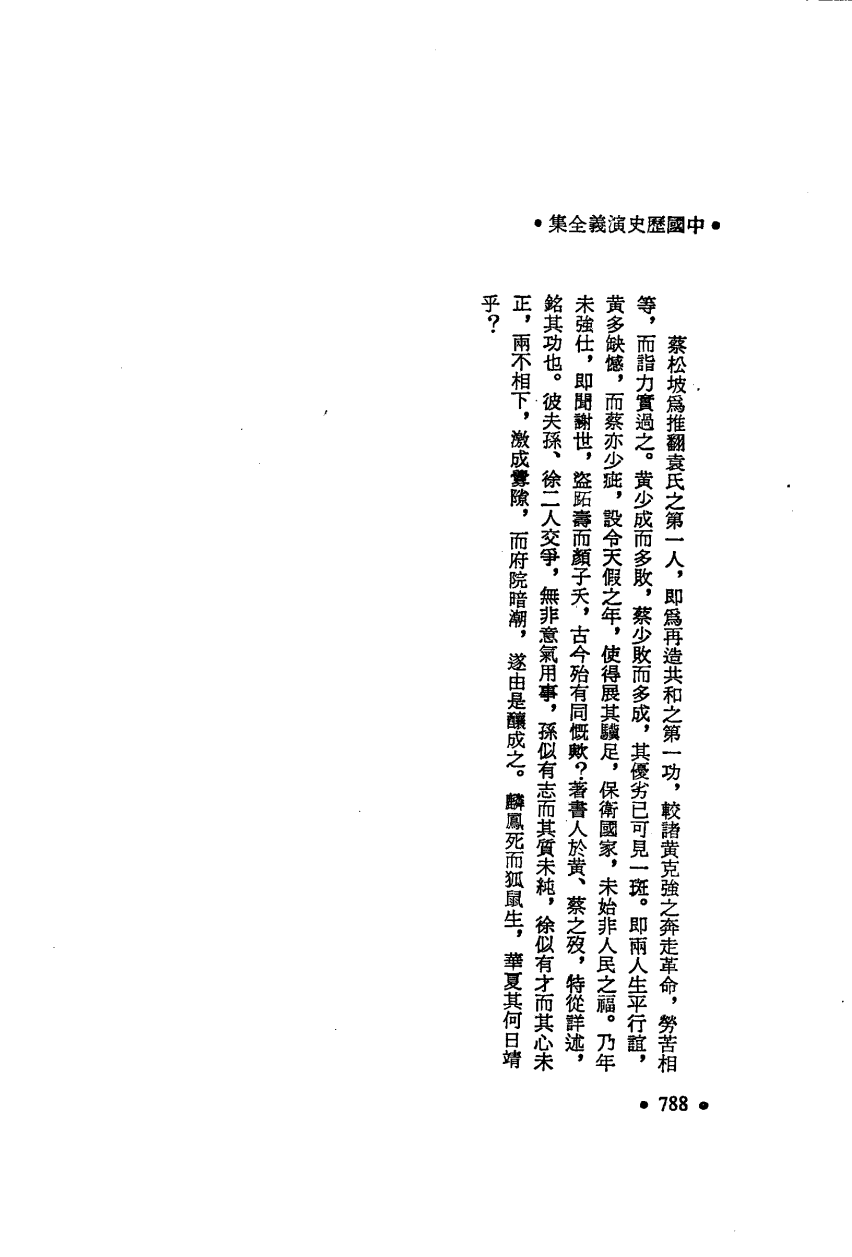 •中國歷史演義全集•
蔡松坡爲推翻袁氏之第一人，即爲再造共和之第一功，較諸黃克強之奔走革命，勞苦相
等，而詣力實過之。黃少成而多敗，蔡少敗而多成，其優劣已可見一斑。即兩人生平行誼，
黃多缺憾，而蔡亦少疵，設令天假之年，使得展其驥足，保衛國家，未始非人民之福。乃年
未強仕，即聞謝世，盜跖壽而顏子夭，古今殆有同慨歟？著書人於黃、蔡之歿，特從詳述，
銘其功也。彼夫孫、徐二人交爭，無非意氣用事，孫似有志而其質未純，徐似有才而其心未
正，兩不相下，激成釁隙，而府院暗潮，遂由是釀成之。麟鳳死而狐鼠生，華夏其何日靖
乎？
•788•